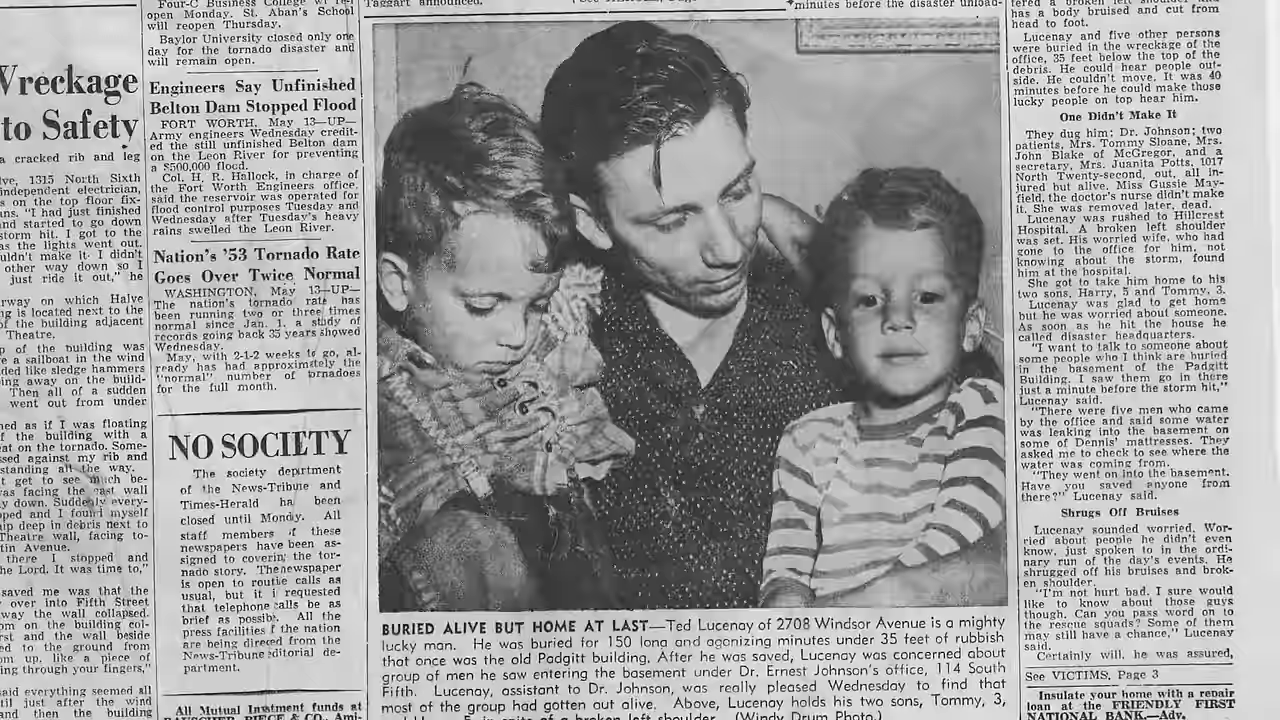 Wreckage
to Safety
a cracked rib and leg
1315 North Sixth
independent electrician,
s on the top floor fix-
ns. "I had just finished
and started to go down
storm hit. I got to the
as the lights went out.
make it. I didn't
other way down so I
just ride it out," he
on which Halve
is located next to the
of the building adjacent
Theatre.
of the building was
a sailboat in the wind
like sledge hammers
away on the build-
Then all of a sudden
went out from under
as if I was floating
of the building with a
on the tornado. Some-
against my rib and
standing all the way.
get to see much be-
was facing the east wall
down. Suddenly every-
and I found myself
up deep in debris next to
Theatre wall, facing to-
Avenue.
there I stopped and
the Lord. It was time to,"
saved me was that the
over into Fifth Street
way the wall collapsed.
on the building col-
and the wall beside
to the ground from
up, like a piece of
through your fingers,"
said everything seemed all
till just after the wind
and then the building
Four-C Business College
open Monday. St. Aban's School
will reopen Thursday.
Baylor University closed only one
day for the tornado disaster and
will remain open.
Engineers Say Unfinished
Belton Dam Stopped Flood
FORT WORTH, May 13—UP—
Army engineers Wednesday credit-
ed the still unfinished Belton dam
on the Leon River for preventing
a $500,000 flood.
Col. H. R. Hallock, in charge of
the Fort Worth Engineers office,
said the reservoir was operated for
flood control purposes Tuesday and
Wednesday after Tuesday's heavy
rains swelled the Leon River.
Nation's '53 Tornado Rate
Goes Over Twice Normal
WASHINGTON, May 13—UP—
The nation's tornado rate has
been running two or three times
normal since Jan. 1, a study of
records going back 35 years showed
Wednesday.
May, with 2-1-2 weeks to go, al-
ready has had approximately the
"normal" number of tornadoes
for the full month.
NO SOCIETY
The society deprtment
of the News-Tribune and
Times-Herald ha been
closed until Monday. All
staff members if these
newspapers have been as-
signed to covering the tor-
nado story. The newspaper
is open to routine calls as
usual, but it i requested
that telephone calls be as
brief as possible. All the
press facilities f the nation
are being directed from the
News-Tribune editorial de-
partment.
All Mutual Investment funds at
Taggart announced.
BURIED ALIVE BUT HOME AT LAST—Ted Lucenay of 2708 Windsor Avenue is a mighty
lucky man. He was buried for 150 long and agonizing minutes under 35 feet of rubbish
that once was the old Padgitt building. After he was saved, Lucenay was concerned about
group of men he saw entering the basement under Dr. Ernest Johnson's office, 114 South
Fifth. Lucenay, assistant to Dr. Johnson, was really pleased Wednesday to find that
most of the group had gotten out alive. Above, Lucenay holds his two sons, Tommy, 3,
5, in spite of a broken left shoulder. (Windy Drum Photo.)
minutes before the disaster unload-
has a body bruised and cut from
head to foot.
Lucenay and five other persons
were buried in the wreckage of the
office, 35 feet below the top of the
debris. He could hear people out-
side. He couldn't move. It was 40
minutes before he could make those
lucky people on top hear him.
One Didn't Make It
They dug him; Dr. Johnson; two
patients, Mrs. Tommy Sloane, Mrs.
John Blake of McGregor, and a
secretary, Mrs. Juanita Potts, 1017
North Twenty-second, out, all in-
jured but alive. Miss Gussie May-
field, the doctor's nurse didn't make
it. She was removed later, dead.
Lucenay was rushed to Hillcrest
Hospital. A broken left shoulder
was set. His worried wife, who had
gone to the office for him, not
knowing about the storm, found
him at the hospital.
She got to take him home to his
two sons, Harry, 5 and Tommy, 3.
Lucenay was glad to get home
but he was worried about someone.
As soon as he hit the house he
called disaster headquarters.
"I want to talk to someone about
some people who I think are buried
in the basement of the Padgitt
Building. I saw them go in there
just a minute before the storm hit,"
Lucenay said.
"There were five men who came
by the office and said some water
was leaking into the basement on
some of Dennis' mattresses. They
asked me to check to see where the
water was coming from.
"They went on into the basement.
Have you saved anyone from
there?" Lucenay said.
Shrugs Off Bruises
Lucenay sounded worried. Wor-
ried about people he didn't even
know, just spoken to in the ordi-
nary run of the day's events. He
shrugged off his bruises and brok-
en shoulder.
"I'm not hurt bad. I sure would
like to know about those guys
though. Can you pass word on to
the rescue squads? Some of them
may still have a chance," Lucenay
said.
Certainly will, he was assured,
See VICTIMS, Page 3
Insulate your home with a repair
loan at the FRIENDLY FIRST
NATIONAL BANK.—Adv.